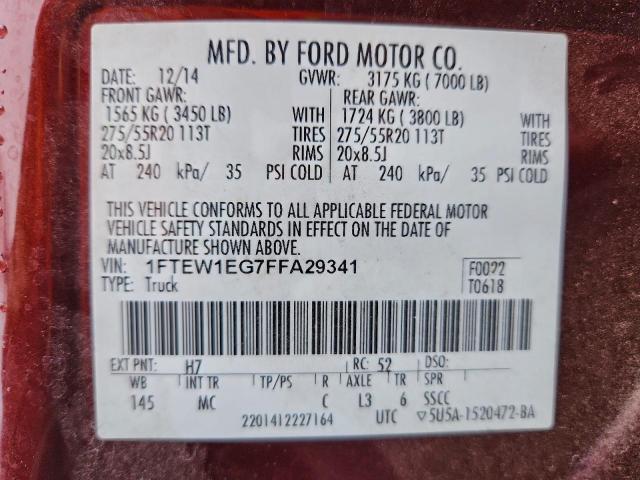 MFD. BY FORD MOTOR CO.
DATE: 12/14 GVWR: 3175 KG ( 7000 LB)
FRONT GAWR: REAR GAWR:
1565 KG ( 3450 LB) WITH 1724 KG ( 3800 LB) WITH
275/55R20 113T TIRES 275/55R20 113T TIRES
20x8.5J RIMS 20x8.5J RIMS
AT 240 kPa/ 35 PSI COLD AT 240 kPa/ 35 PSI COLD
THIS VEHICLE CONFORMS TO ALL APPLICABLE FEDERAL MOTOR
VEHICLE SAFETY STANDARDS IN EFFECT ON THE DATE OF
MANUFACTURE SHOWN ABOVE.
VIN: 1FTEW1EG7FFA29341 F0022
TYPE: Truck T0618
EXT PNT: H7 RC: 52 DSO:
WB INT TR TP/PS R AXLE TR SPR
145 MC C L3 6 SSCC
2201412227164 UTC ▽5U5A-1520472-BA